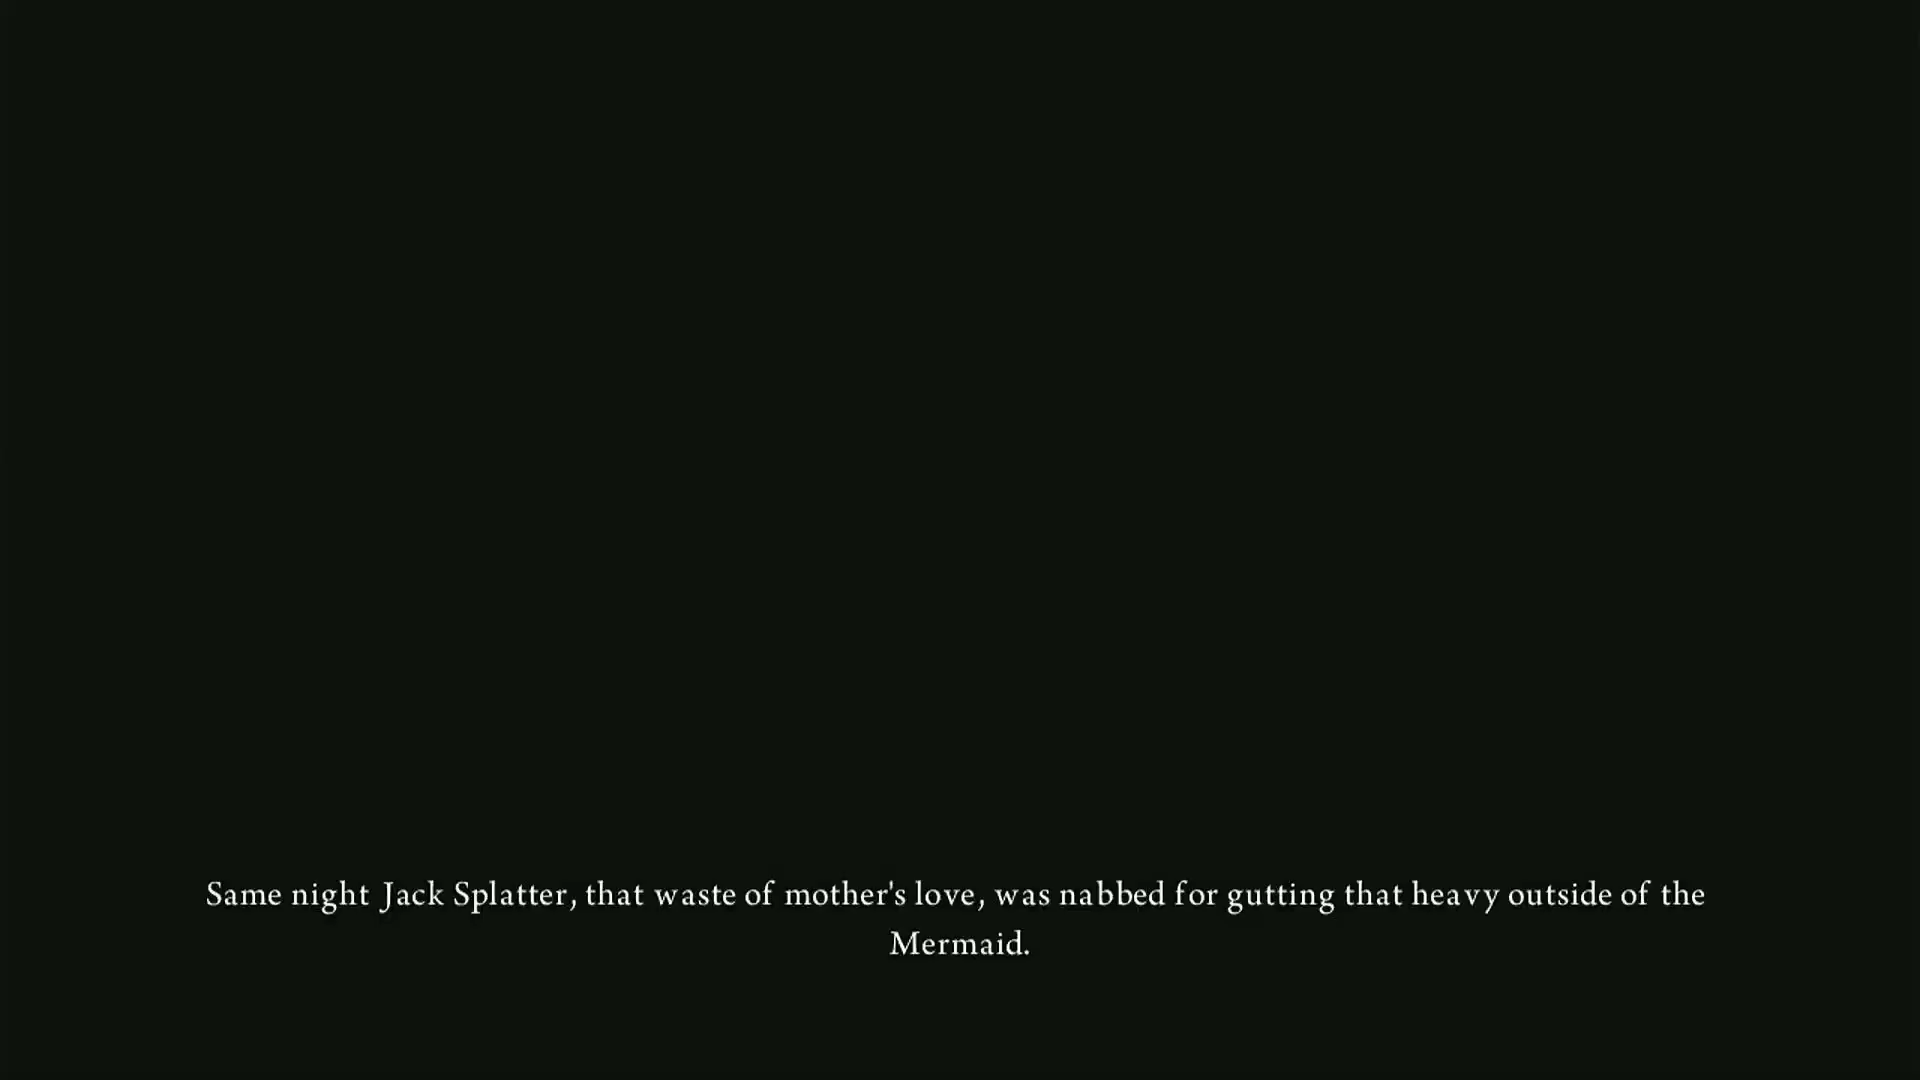 Same night Jack Splatter, that waste of mother's love, was nabbed for gutting that heavy outside of the
Mermaid.